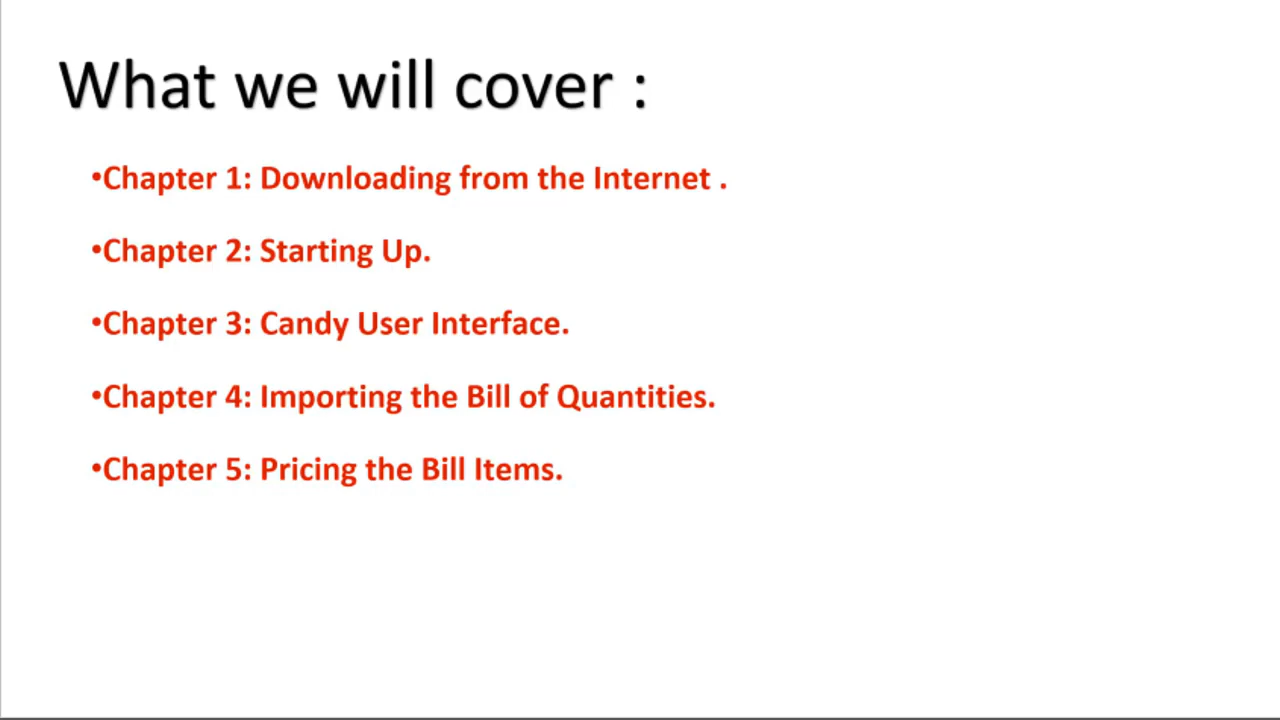 What we will cover :
•Chapter 1: Downloading from the Internet .
•Chapter 2: Starting Up.
•Chapter 3: Candy User Interface.
•Chapter 4: Importing the Bill of Quantities.
•Chapter 5: Pricing the Bill Items.